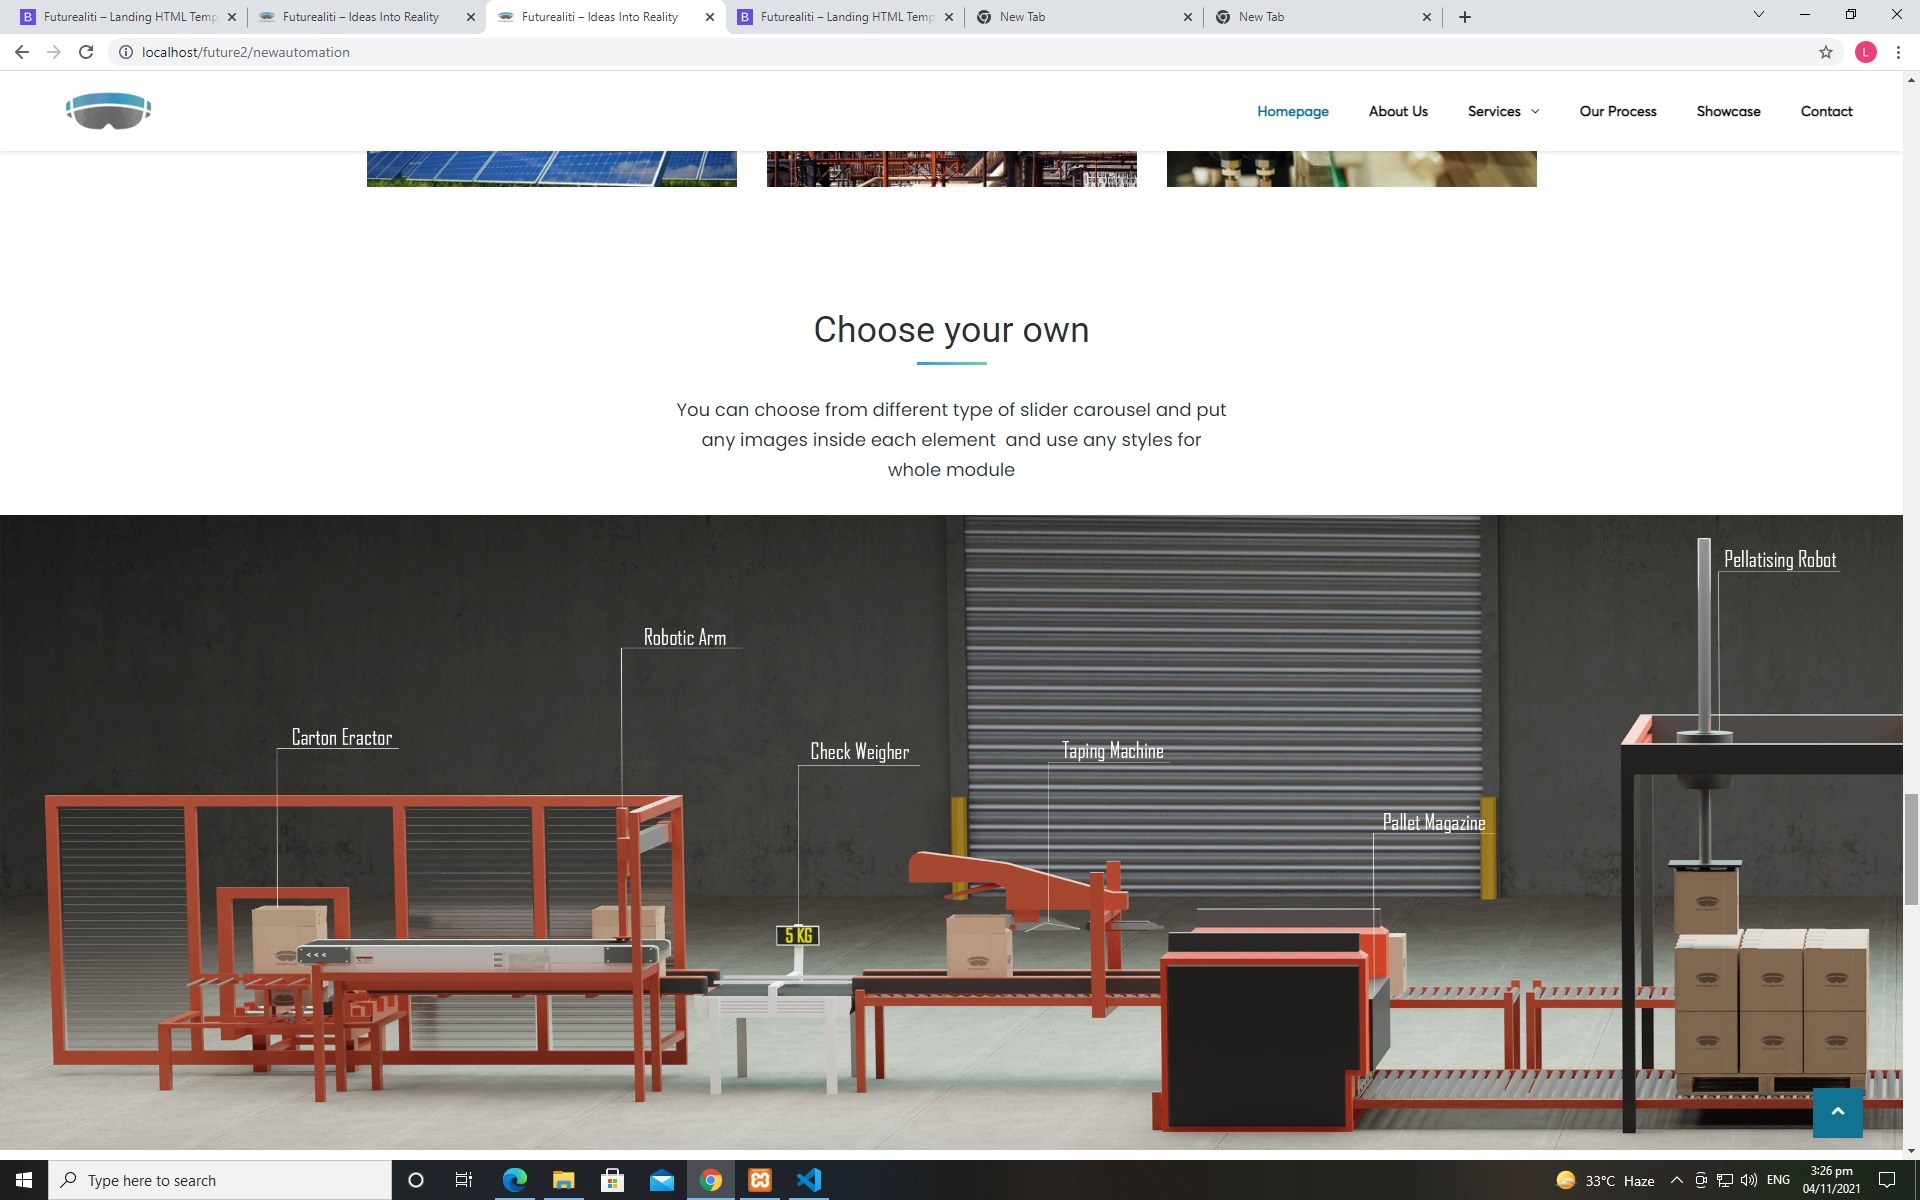 Futurealiti – Landing HTML Temp
Futurealiti – Ideas Into Reality
Futurealiti – Ideas Into Reality
Futurealiti – Landing HTML Temp
New Tab
New Tab
localhost/future2/newautomation
L
Homepage
About Us
Services
Our Process
Showcase
Contact
Choose your own
You can choose from different type of slider carousel and put
any images inside each element and use any styles for
whole module
Pellatising Robot
Robotic Arm
Carton Eractor
Check Weigher
Taping Machine
Pallet Magazine
5 KG
Type here to search
33°C Haze
ENG
3:26 pm
04/11/2021